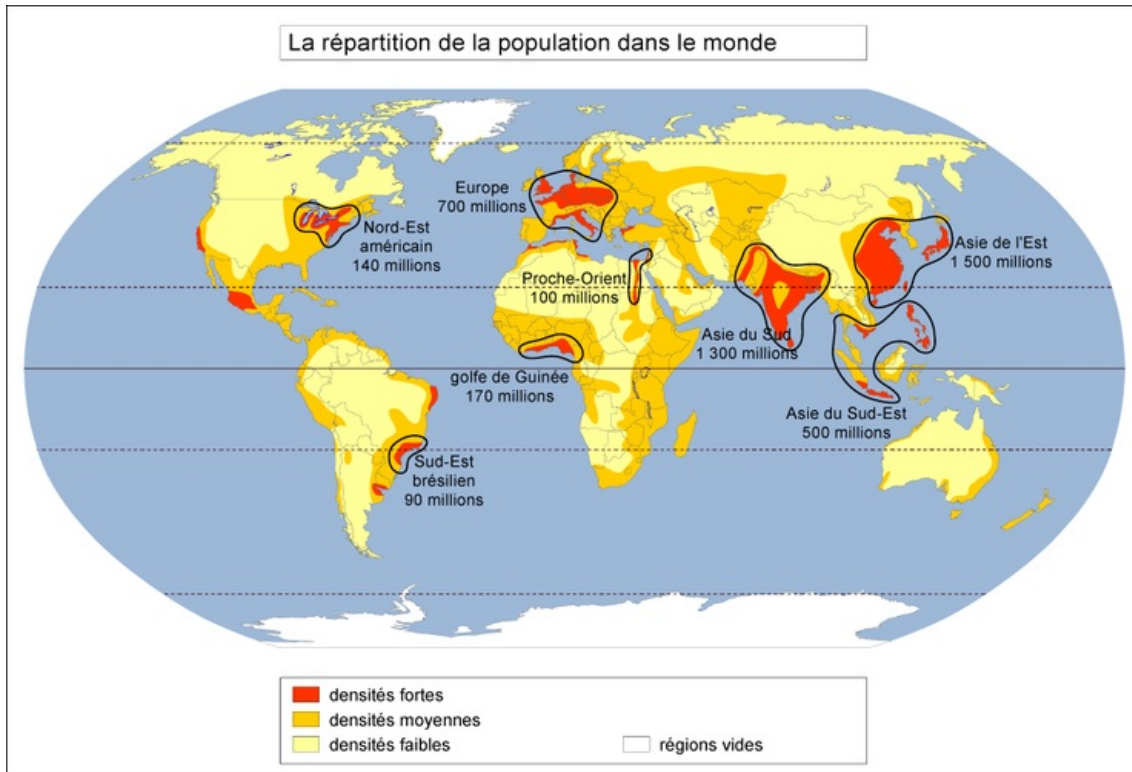 La répartition de la population dans le monde
Europe
700 millions
Nord-Est
américain
140 millions
Asie de l'Est
1 500 millions
Proche-Orient
100 millions
Asie du Sud
1 300 millions
golfe de Guinée
170 millions
Asie du Sud-Est
500 millions
Sud-Est
brésilien
90 millions
densités fortes
densités moyennes
densités faibles
régions vides